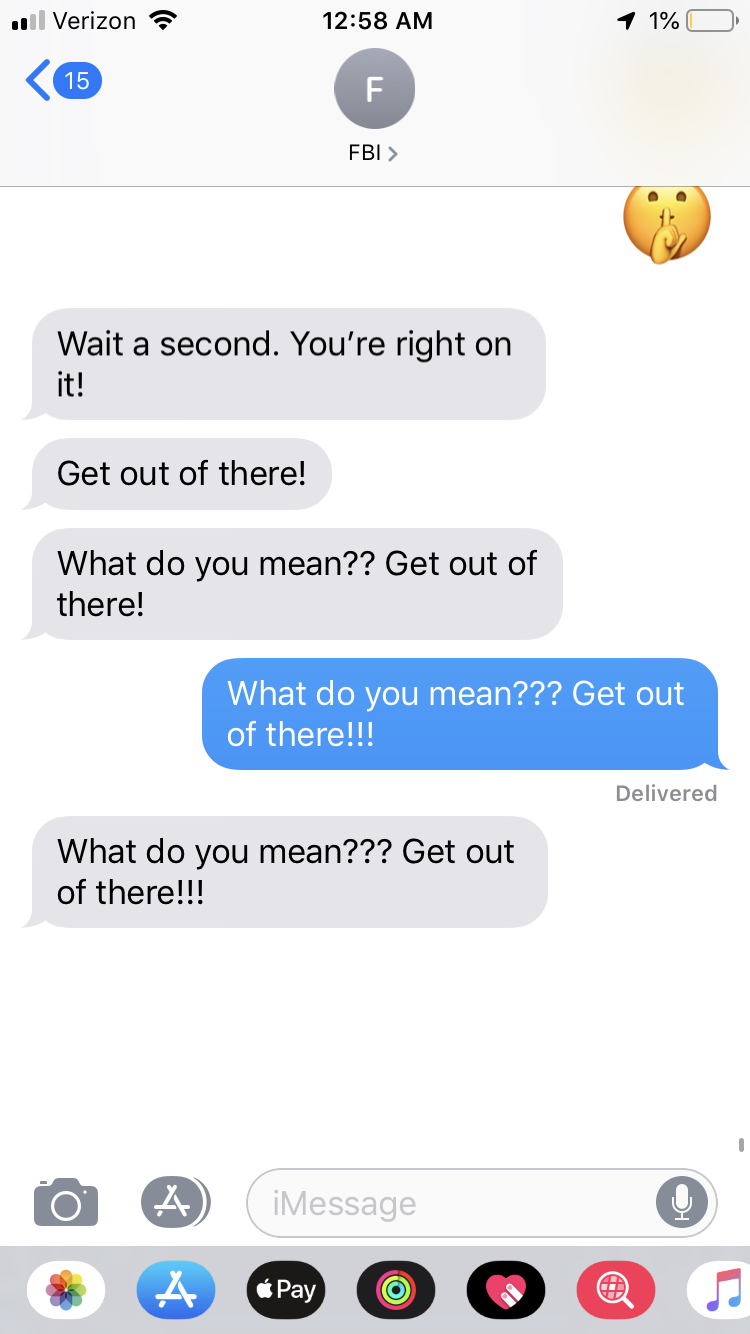 Verizon 12:58 AM 1%
15
F
FBI
Wait a second. You’re right on
it!
Get out of there!
What do you mean?? Get out of
there!
What do you mean??? Get out
of there!!!
Delivered
What do you mean??? Get out
of there!!!
iMessage
Pay